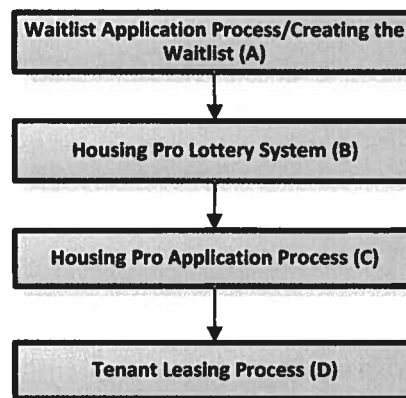 Waitlist Application Process/Creating the
Waitlist (A)
Housing Pro Lottery System (B)
Housing Pro Application Process (C)
Tenant Leasing Process (D)